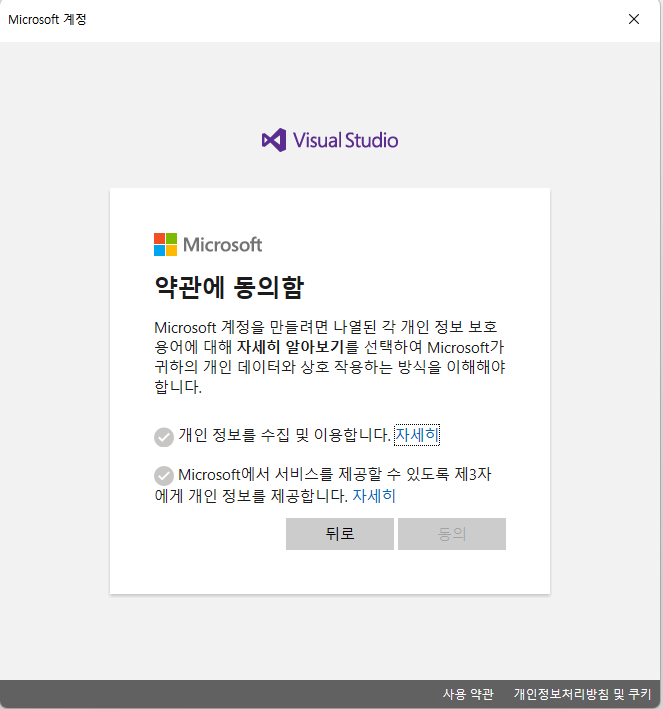 Microsoft 계정
Visual Studio
Microsoft
약관에 동의함
Microsoft 계정을 만들려면 나열된 각 개인 정보 보호
용어에 대해 자세히 알아보기를 선택하여 Microsoft가
귀하의 개인 데이터와 상호 작용하는 방식을 이해해야
합니다.
개인 정보를 수집 및 이용합니다. 자세히
Microsoft에서 서비스를 제공할 수 있도록 제3자
에게 개인 정보를 제공합니다. 자세히
뒤로 동의
사용 약관 개인정보처리방침 및 쿠키